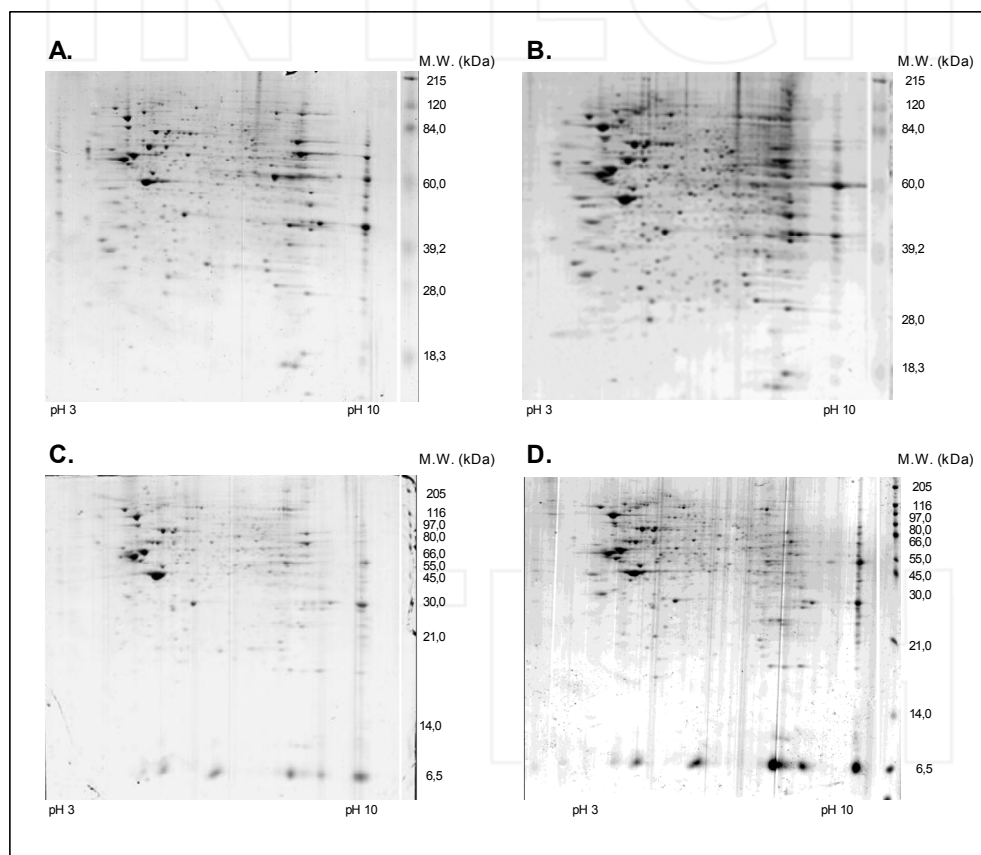 A.
M.W. (kDa)
215
120
84,0
60,0
39,2
28,0
18,3
pH 3
pH 10
B.
M.W. (kDa)
215
120
84,0
60,0
39,2
28,0
18,3
pH 3
pH 10
C.
M.W. (kDa)
205
116
97,0
80,0
66,0
55,0
45,0
30,0
21,0
14,0
6,5
pH 3
pH 10
D.
M.W. (kDa)
205
116
97,0
80,0
66,0
55,0
45,0
30,0
21,0
14,0
6,5
pH 3
pH 10